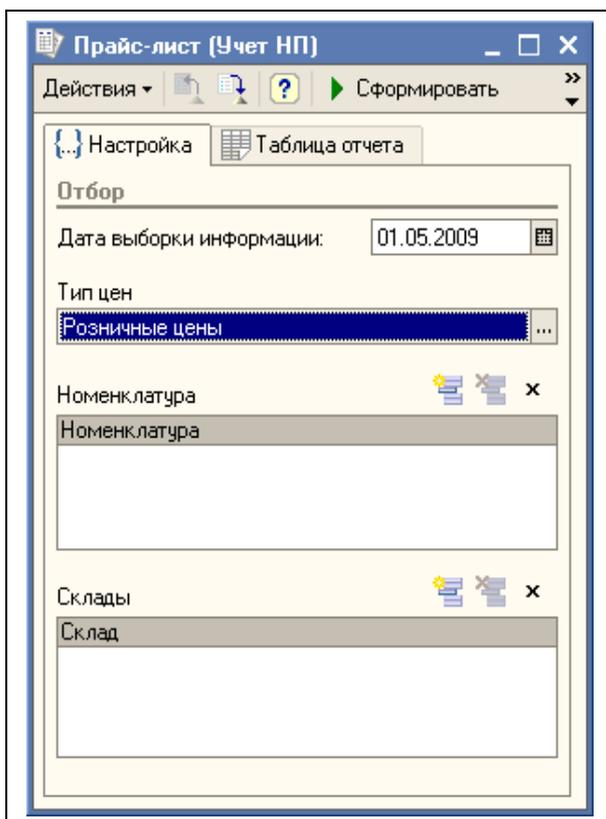 Прайс-лист (Учет НП)
Действия Сформировать
{...} Настройка Таблица отчета
Отбор
Дата выборки информации: 01.05.2009
Тип цен
Розничные цены ...
Номенклатура
Номенклатура
Склады
Склад